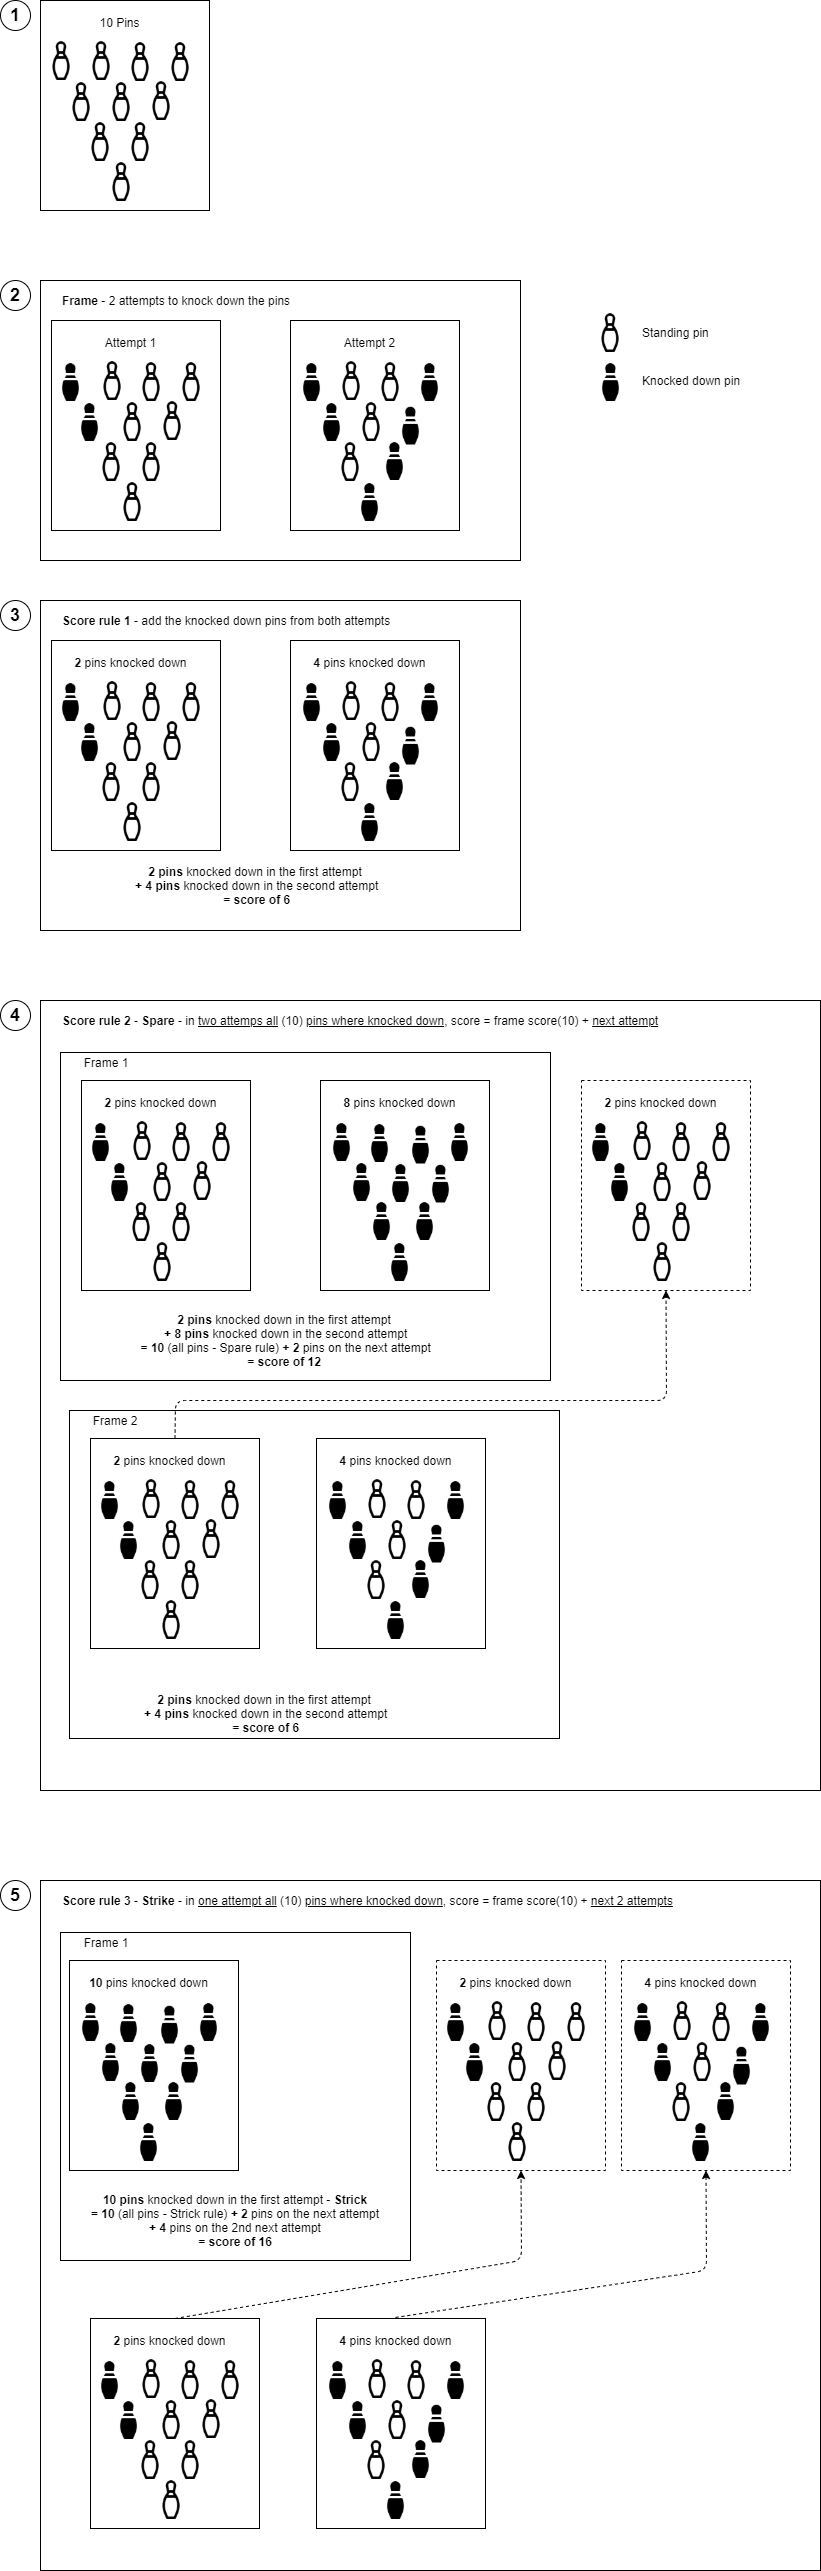 1
10 Pins
2
Frame - 2 attempts to knock down the pins
Attempt 1
Attempt 2
Standing pin
Knocked down pin
3
Score rule 1 - add the knocked down pins from both attempts
2 pins knocked down
4 pins knocked down
2 pins knocked down in the first attempt
+ 4 pins knocked down in the second attempt
= score of 6
4
Score rule 2 - Spare - in two attemps all (10) pins where knocked down, score = frame score(10) + next attempt
Frame 1
2 pins knocked down
8 pins knocked down
2 pins knocked down
2 pins knocked down in the first attempt
+ 8 pins knocked down in the second attempt
= 10 (all pins - Spare rule) + 2 pins on the next attempt
= score of 12
Frame 2
2 pins knocked down
4 pins knocked down
2 pins knocked down in the first attempt
+ 4 pins knocked down in the second attempt
= score of 6
5
Score rule 3 - Strike - in one attempt all (10) pins where knocked down, score = frame score(10) + next 2 attempts
Frame 1
10 pins knocked down
2 pins knocked down
4 pins knocked down
10 pins knocked down in the first attempt - Strick
= 10 (all pins - Strick rule) + 2 pins on the next attempt
+ 4 pins on the 2nd next attempt
= score of 16
2 pins knocked down
4 pins knocked down